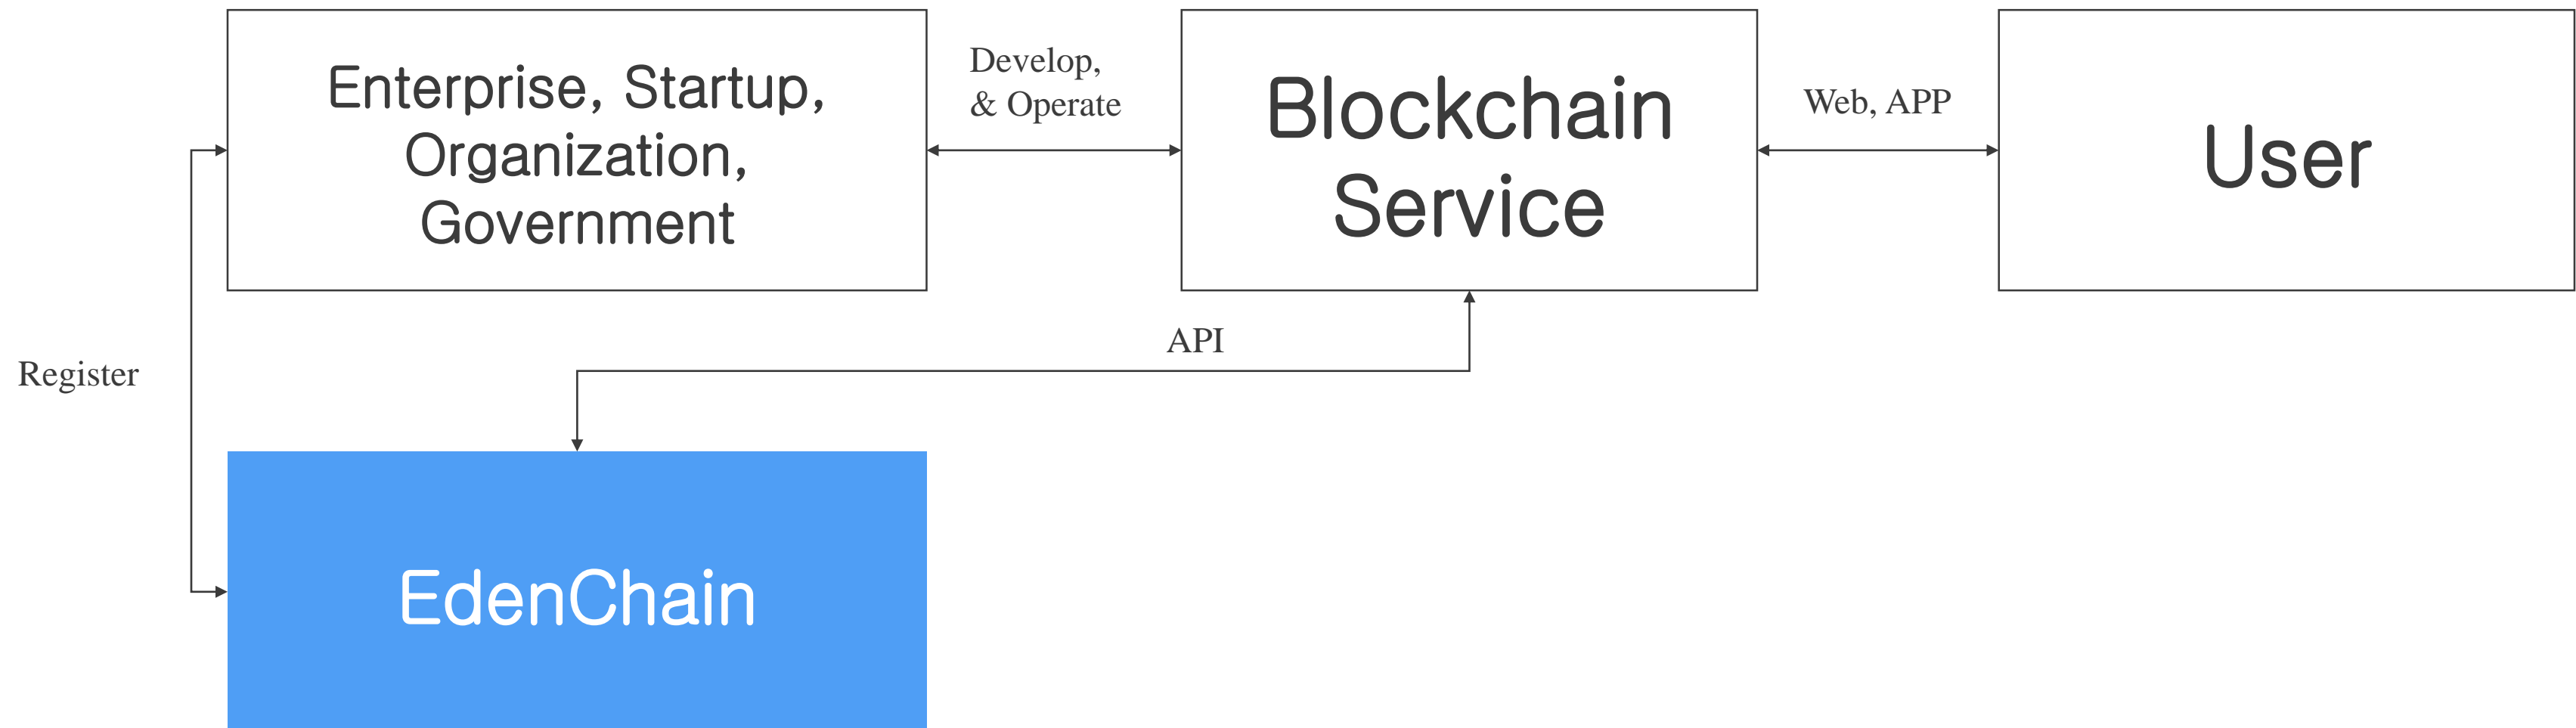 Enterprise, Startup,
Organization,
Government
Develop,
& Operate
Blockchain
Service
Web, APP
User
API
Register
EdenChain